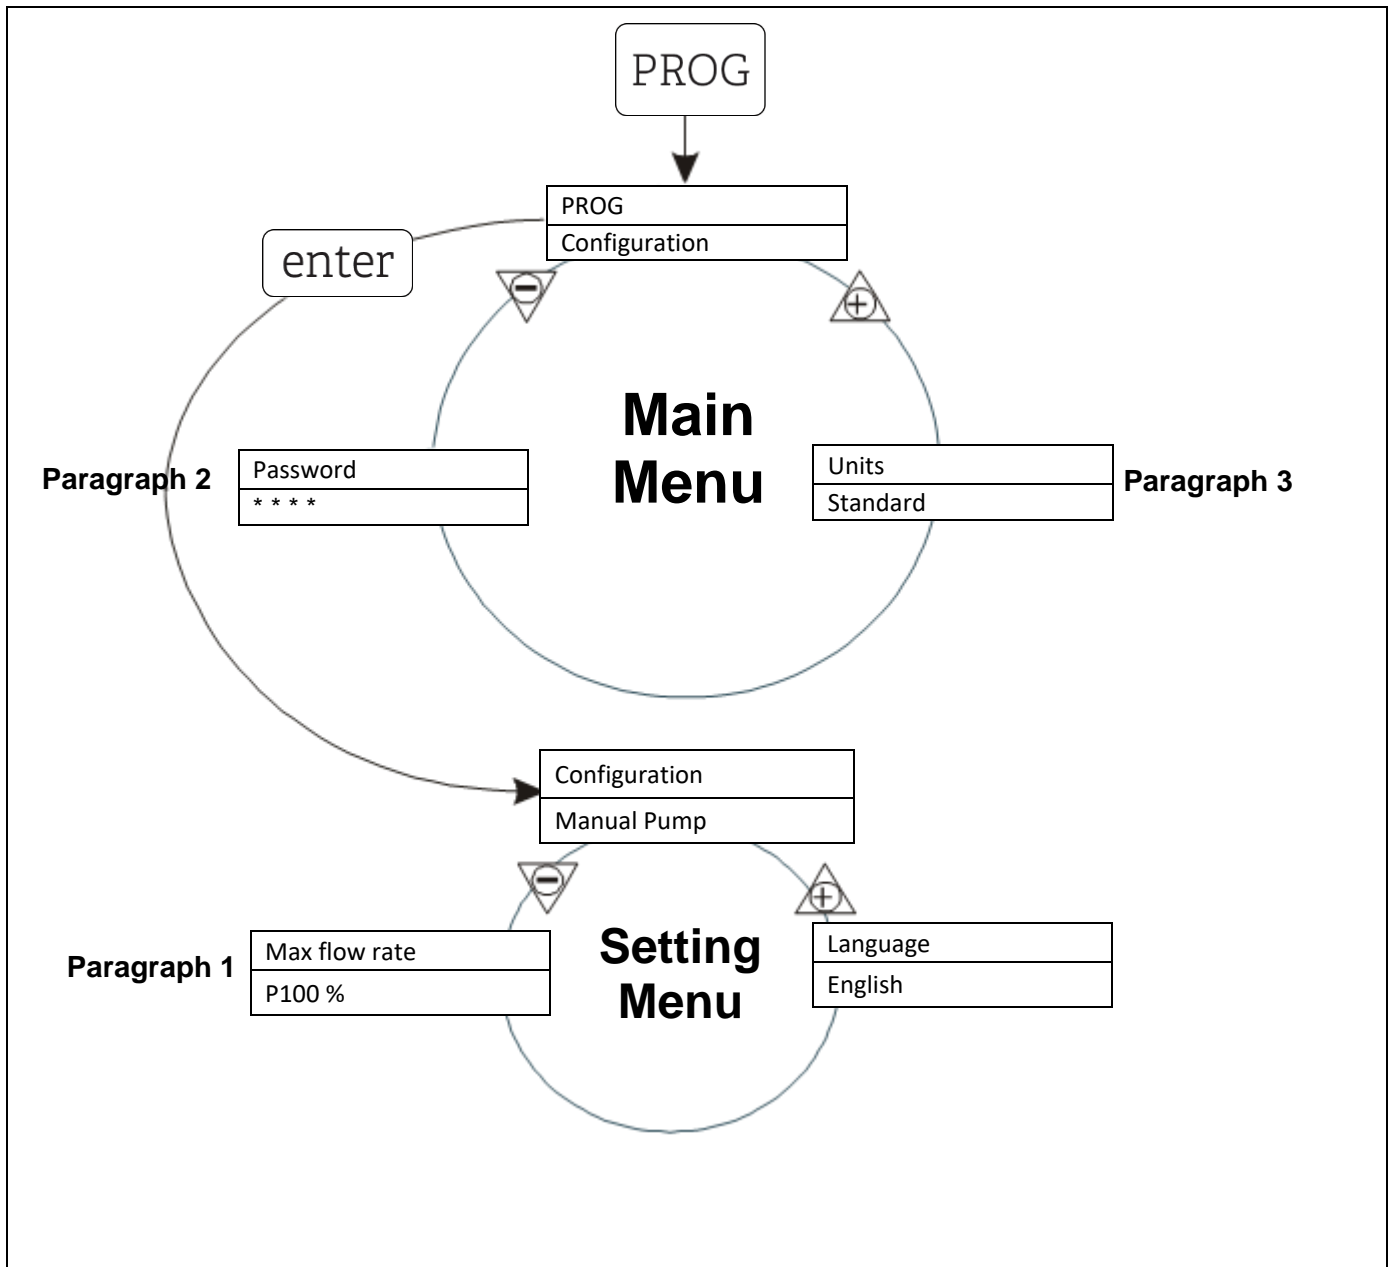 PROG
PROG
Configuration
enter
Main
Menu
Paragraph 2
Password
* * * *
Units
Standard
Paragraph 3
Configuration
Manual Pump
Paragraph 1
Max flow rate
P100 %
Setting
Menu
Language
English